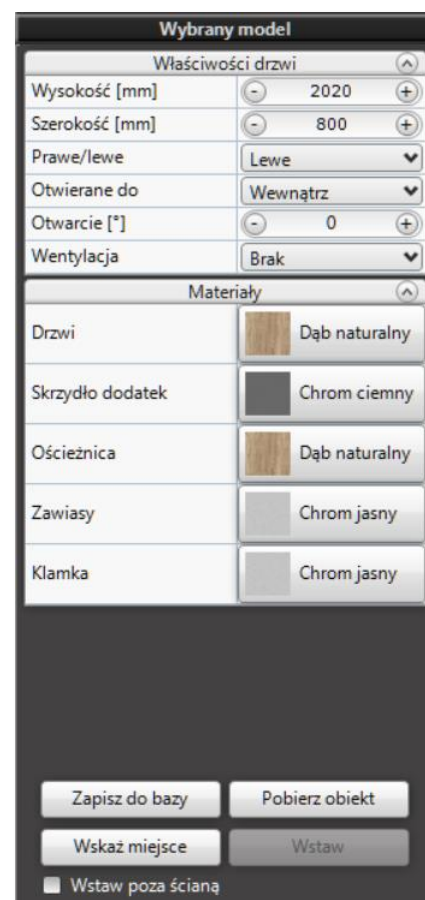 Wybrany model
Właściwości drzwi
Wysokość [mm] - 2020 +
Szerokość [mm] - 800 +
Prawe/lewe Lewe
Otwierane do Wewnątrz
Otwarcie [°] - 0 +
Wentylacja Brak
Materiały
Drzwi Dąb naturalny
Skrzydło dodatek Chrom ciemny
Ościeżnica Dąb naturalny
Zawiasy Chrom jasny
Klamka Chrom jasny
Zapisz do bazy Pobierz obiekt
Wskaż miejsce Wstaw
Wstaw poza ścianą